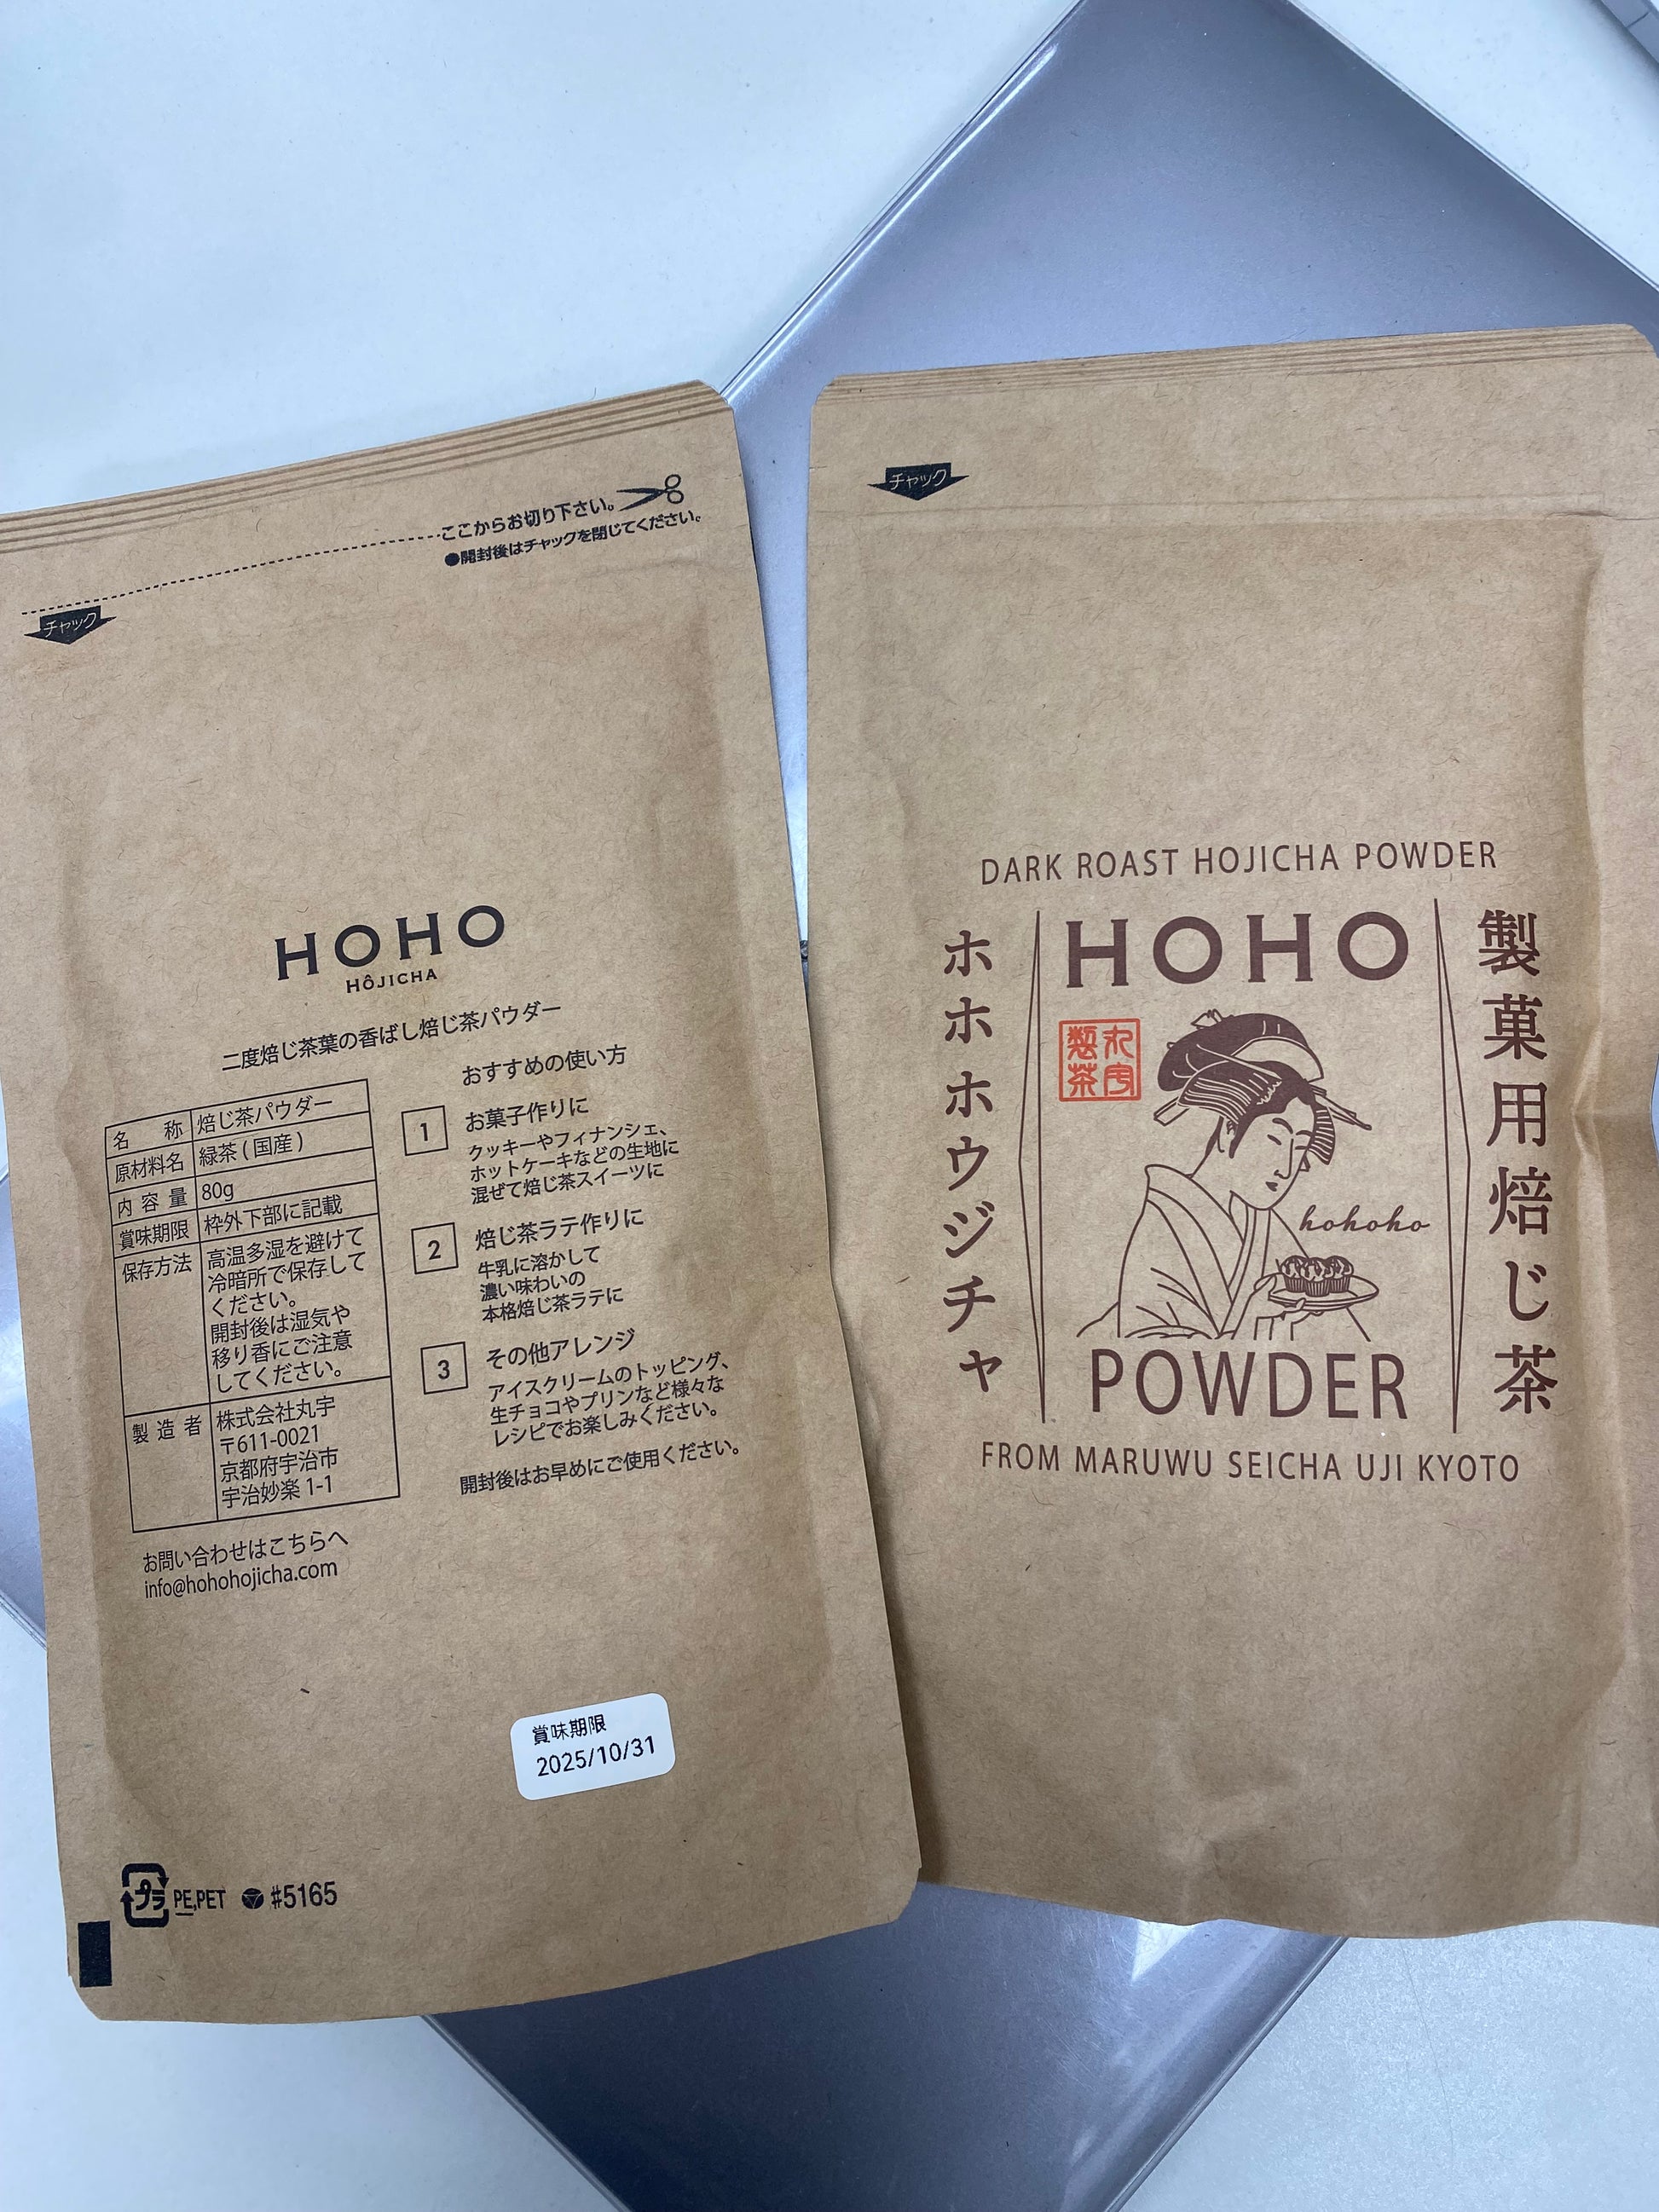 ここからお切り下さい。
●開封後はチャックを閉じてください。
チャック
HOHO
HÔJICHA
二度焙じ茶葉の香ばし焙じ茶パウダー
名 称 焙じ茶パウダー
原材料名 緑茶(国産)
内容量 80g
賞味期限 枠外下部に記載
保存方法 高温多湿を避けて
冷暗所で保存して
ください。
開封後は湿気や
移り香にご注意
してください。
製造者 株式会社丸宇
〒611-0021
京都府宇治市
宇治妙楽 1-1
お問い合わせはこちらへ
info@hohohojicha.com
おすすめの使い方
1 お菓子作りに
クッキーやフィナンシェ、
ホットケーキなどの生地に
混ぜて焙じ茶スイーツに
2 焙じ茶ラテ作りに
牛乳に溶かして
濃い味わいの
本格焙じ茶ラテに
3 その他アレンジ
アイスクリームのトッピング、
生チョコやプリンなど様々な
レシピでお楽しみください。
開封後はお早めにご使用ください。
賞味期限
2025/10/31
プラ PE,PET #5165
チャック
DARK ROAST HOJICHA POWDER
製菓用焙じ茶
HOHO
丸宇
製茶
hohoho
POWDER
ホホホウジチャ
FROM MARUWU SEICHA UJI KYOTO